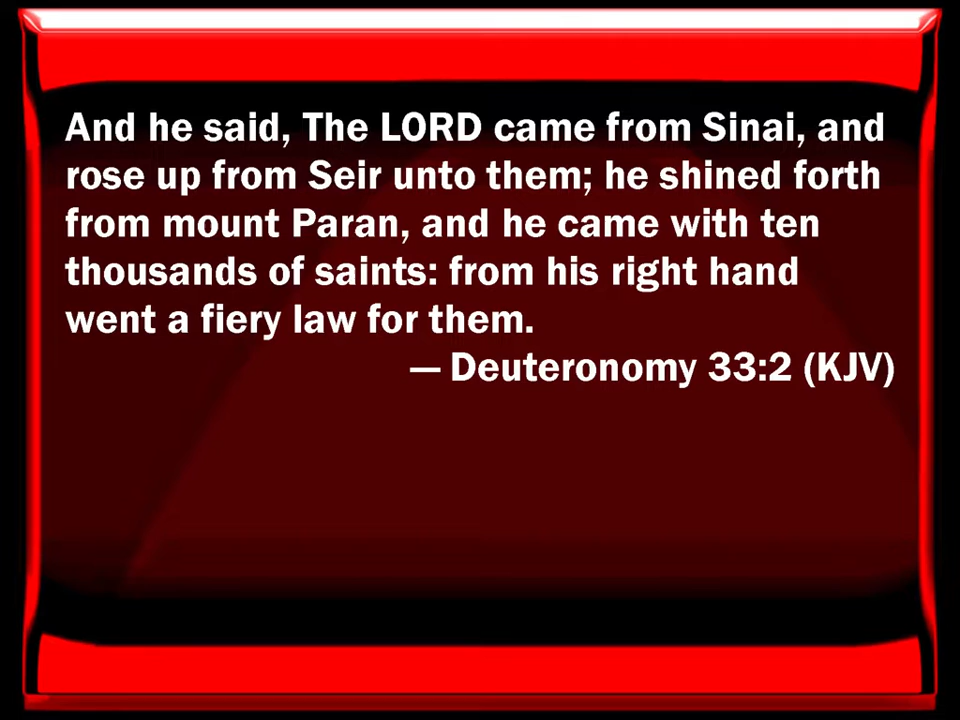 And he said, The LORD came from Sinai, and
rose up from Seir unto them; he shined forth
from mount Paran, and he came with ten
thousands of saints: from his right hand
went a fiery law for them.
— Deuteronomy 33:2 (KJV)